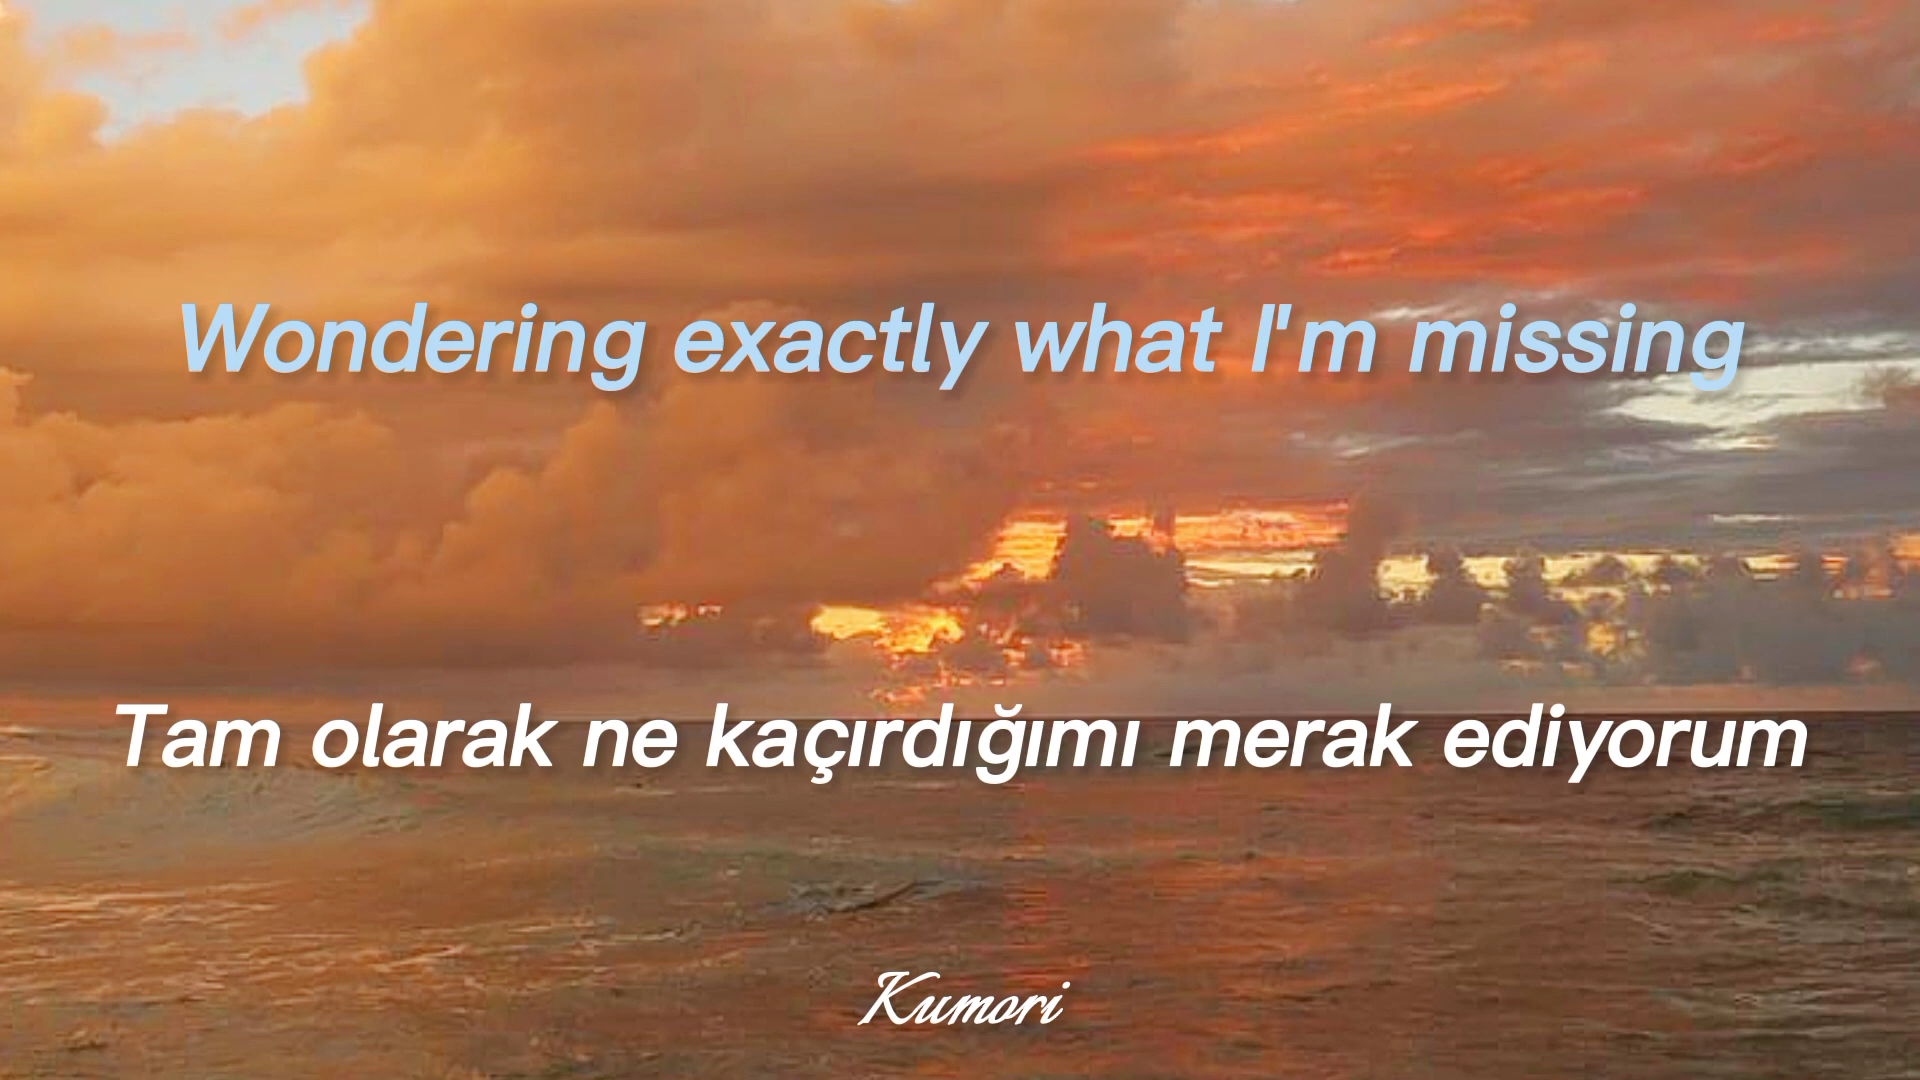 Wondering exactly what I'm missing
Tam olarak ne kaçırdığımı merak ediyorum
Kumori